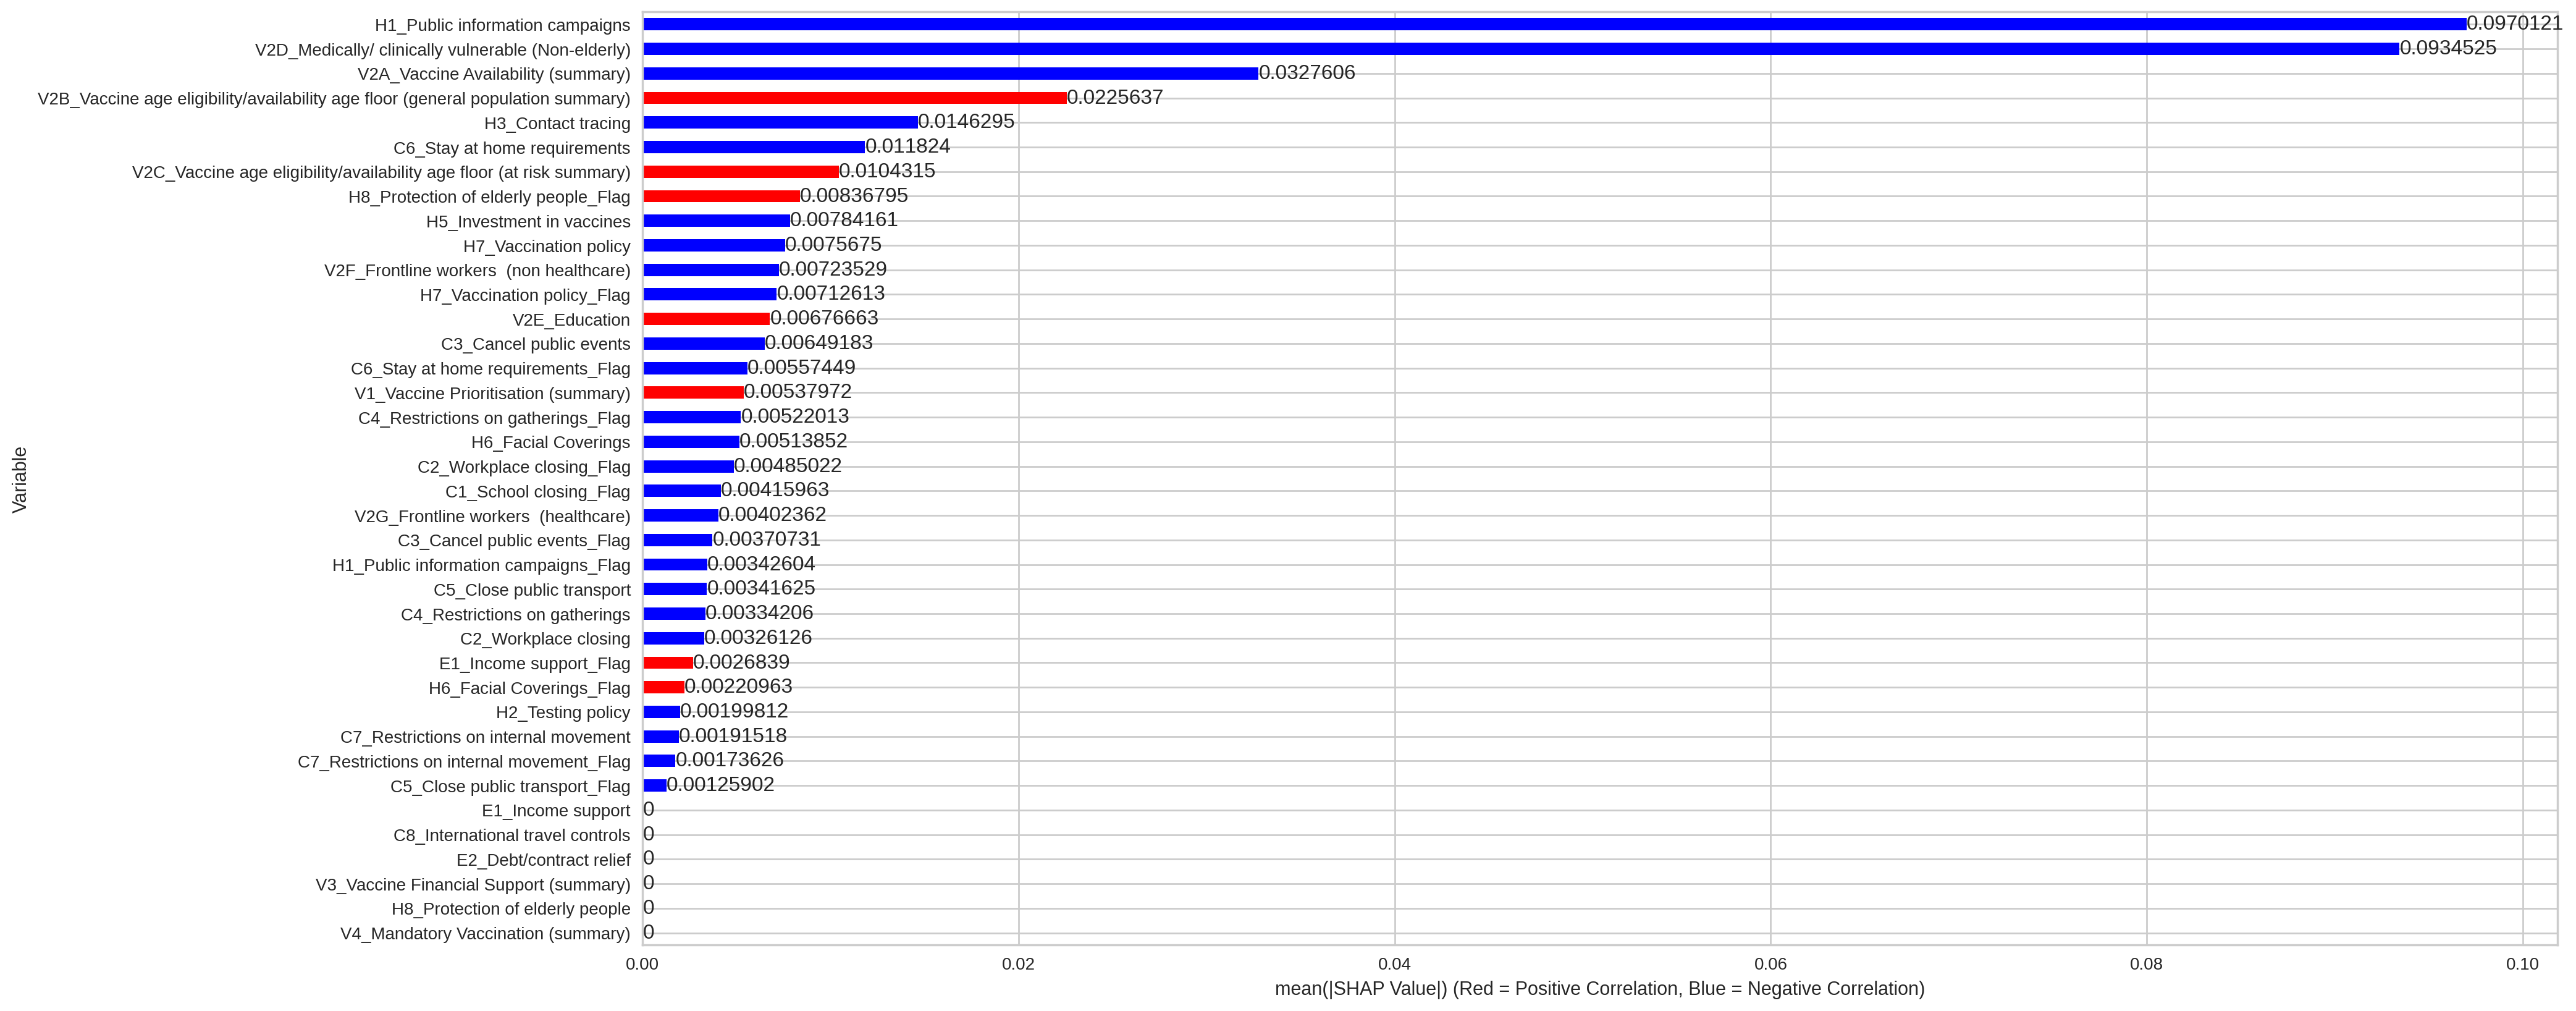 H1_Public information campaigns 0.0970121
V2D_Medically/ clinically vulnerable (Non-elderly) 0.0934525
V2A_Vaccine Availability (summary) 0.0327606
V2B_Vaccine age eligibility/availability age floor (general population summary) 0.0225637
H3_Contact tracing 0.0146295
C6_Stay at home requirements 0.011824
V2C_Vaccine age eligibility/availability age floor (at risk summary) 0.0104315
H8_Protection of elderly people_Flag 0.00836795
H5_Investment in vaccines 0.00784161
H7_Vaccination policy 0.0075675
V2F_Frontline workers  (non healthcare) 0.00723529
H7_Vaccination policy_Flag 0.00712613
V2E_Education 0.00676663
C3_Cancel public events 0.00649183
C6_Stay at home requirements_Flag 0.00557449
V1_Vaccine Prioritisation (summary) 0.00537972
C4_Restrictions on gatherings_Flag 0.00522013
H6_Facial Coverings 0.00513852
C2_Workplace closing_Flag 0.00485022
C1_School closing_Flag 0.00415963
V2G_Frontline workers  (healthcare) 0.00402362
C3_Cancel public events_Flag 0.00370731
H1_Public information campaigns_Flag 0.00342604
C5_Close public transport 0.00341625
C4_Restrictions on gatherings 0.00334206
C2_Workplace closing 0.00326126
E1_Income support_Flag 0.0026839
H6_Facial Coverings_Flag 0.00220963
H2_Testing policy 0.00199812
C7_Restrictions on internal movement 0.00191518
C7_Restrictions on internal movement_Flag 0.00173626
C5_Close public transport_Flag 0.00125902
E1_Income support 0
C8_International travel controls 0
E2_Debt/contract relief 0
V3_Vaccine Financial Support (summary) 0
H8_Protection of elderly people 0
V4_Mandatory Vaccination (summary) 0
Variable
0.00 0.02 0.04 0.06 0.08 0.10
mean(|SHAP Value|) (Red = Positive Correlation, Blue = Negative Correlation)